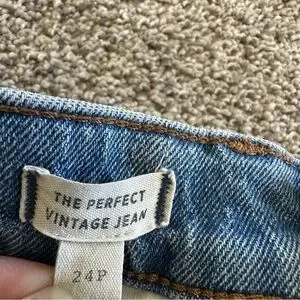 THE PERFECT
VINTAGE JEAN
24P